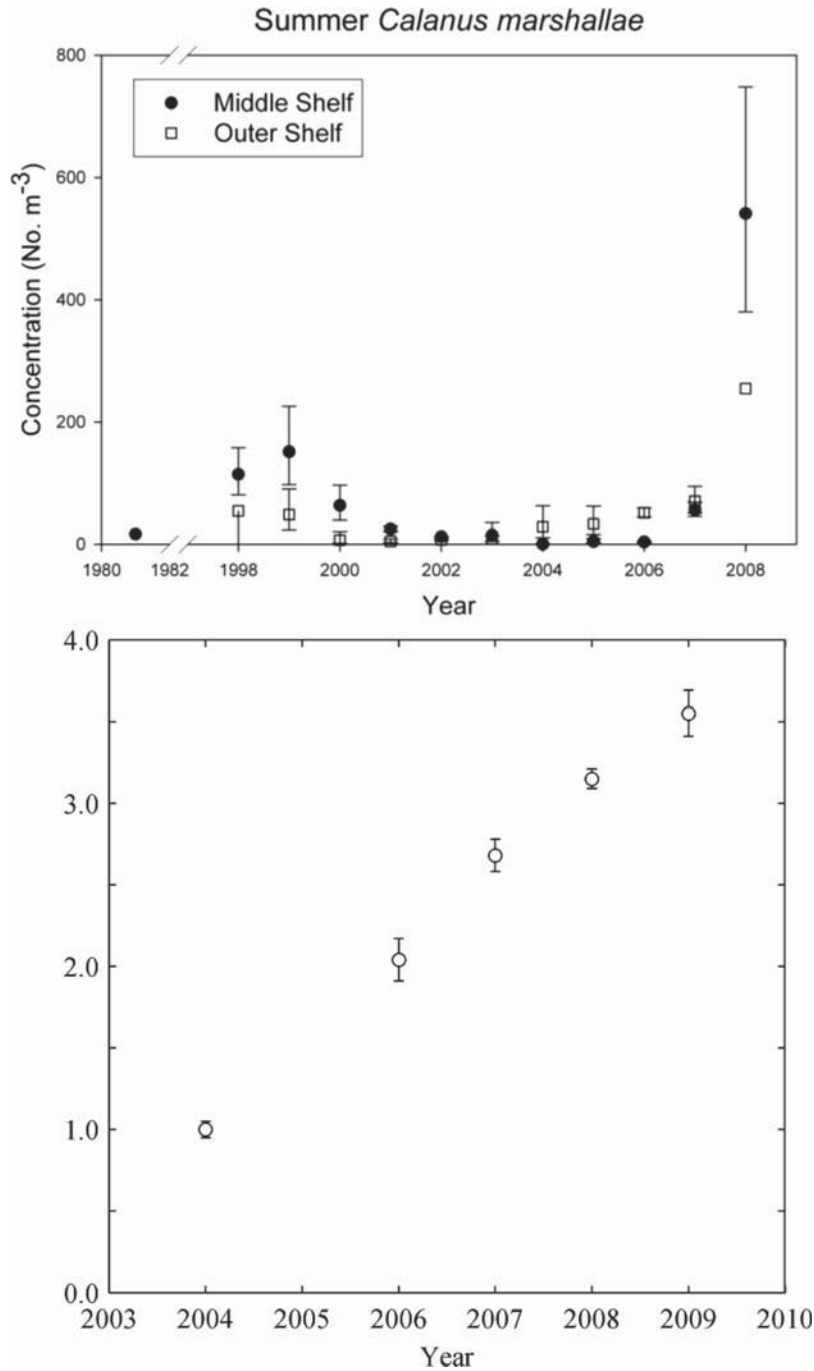 Summer Calanus marshallae
Middle Shelf
Outer Shelf
Concentration (No. m⁻³)
800
600
400
200
0
1980 1982 1998 2000 2002 2004 2006 2008
Year
4.0
3.0
2.0
1.0
0.0
2003 2004 2005 2006 2007 2008 2009 2010
Year